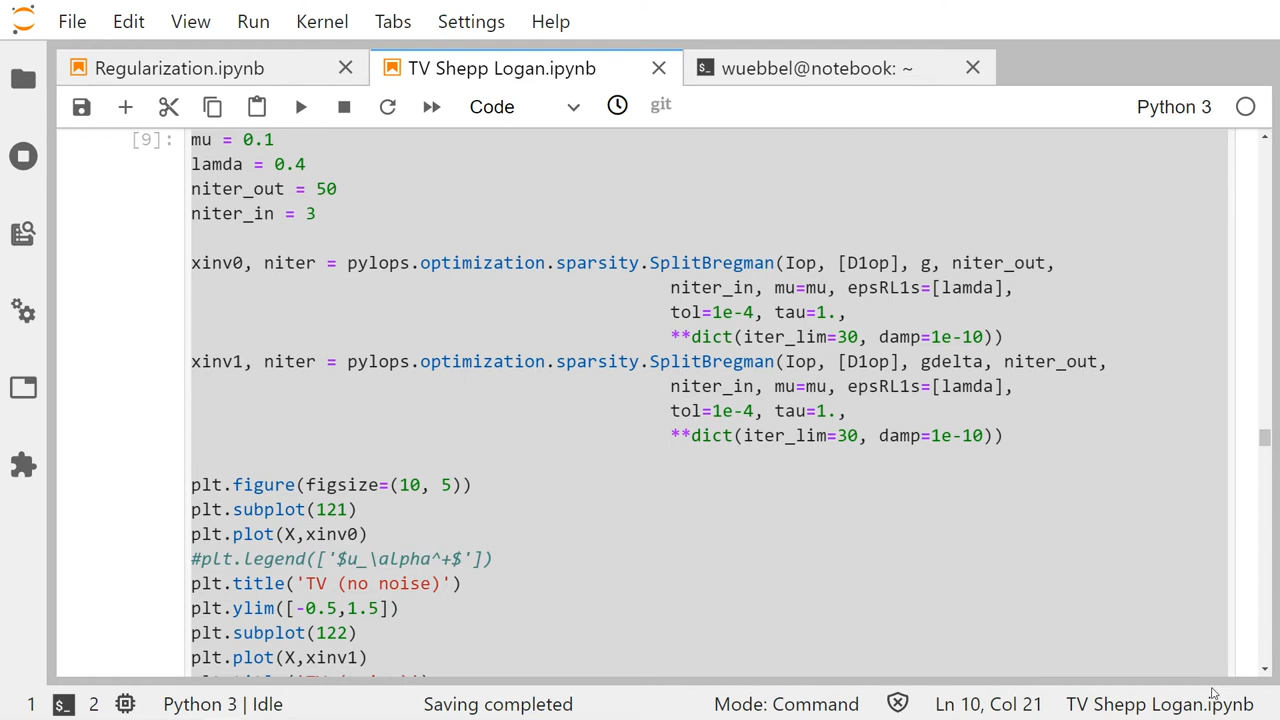 File Edit View Run Kernel Tabs Settings Help
Regularization.ipynb TV Shepp Logan.ipynb $_ wuebbel@notebook: ~
Code git Python 3
[9]: mu = 0.1
lamda = 0.4
niter_out = 50
niter_in = 3
xinv0, niter = pylops.optimization.sparsity.SplitBregman(Iop, [D1op], g, niter_out,
niter_in, mu=mu, epsRL1s=[lamda],
tol=1e-4, tau=1.,
**dict(iter_lim=30, damp=1e-10))
xinv1, niter = pylops.optimization.sparsity.SplitBregman(Iop, [D1op], gdelta, niter_out,
niter_in, mu=mu, epsRL1s=[lamda],
tol=1e-4, tau=1.,
**dict(iter_lim=30, damp=1e-10))
plt.figure(figsize=(10, 5))
plt.subplot(121)
plt.plot(X,xinv0)
#plt.legend(['$u_\alpha^+$'])
plt.title('TV (no noise)')
plt.ylim([-0.5,1.5])
plt.subplot(122)
plt.plot(X,xinv1)
1 $_ 2 Python 3 | Idle Saving completed Mode: Command Ln 10, Col 21 TV Shepp Logan.ipynb